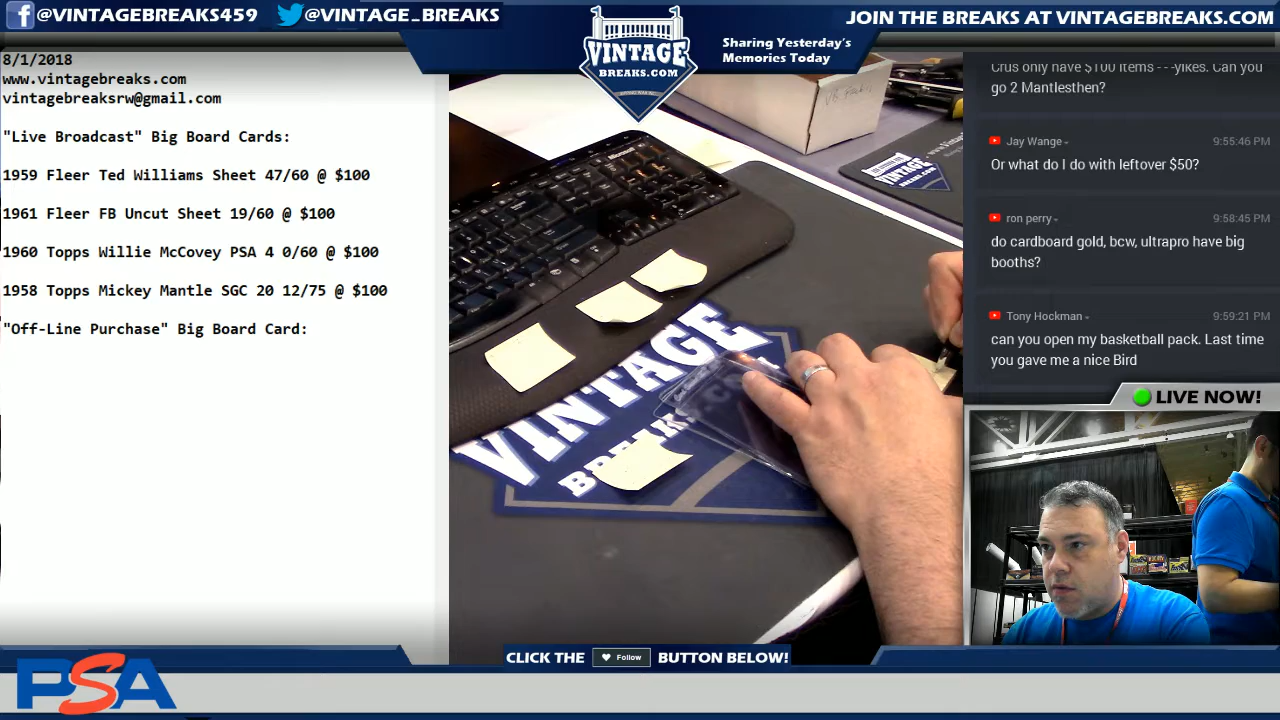 @VINTAGEBREAKS459
@VINTAGE_BREAKS
VINTAGE
BREAKS.COM
Sharing Yesterday's
Memories Today
JOIN THE BREAKS AT VINTAGEBREAKS.COM
8/1/2018
www.vintagebreaks.com
vintagebreaksrw@gmail.com
"Live Broadcast" Big Board Cards:
1959 Fleer Ted Williams Sheet 47/60 @ $100
1961 Fleer FB Uncut Sheet 19/60 @ $100
1960 Topps Willie McCovey PSA 4 0/60 @ $100
1958 Topps Mickey Mantle SGC 20 12/75 @ $100
"Off-Line Purchase" Big Board Card:
VINTAGE
VINTAGE
Crus only have $100 items - - -yikes. Can you
go 2 Mantlesthen?
Jay Wange
9:55:46 PM
Or what do I do with leftover $50?
ron perry
9:58:45 PM
do cardboard gold, bcw, ultrapro have big
booths?
Tony Hockman
9:59:21 PM
can you open my basketball pack. Last time
you gave me a nice Bird
LIVE NOW!
CLICK THE Follow BUTTON BELOW!
PSA